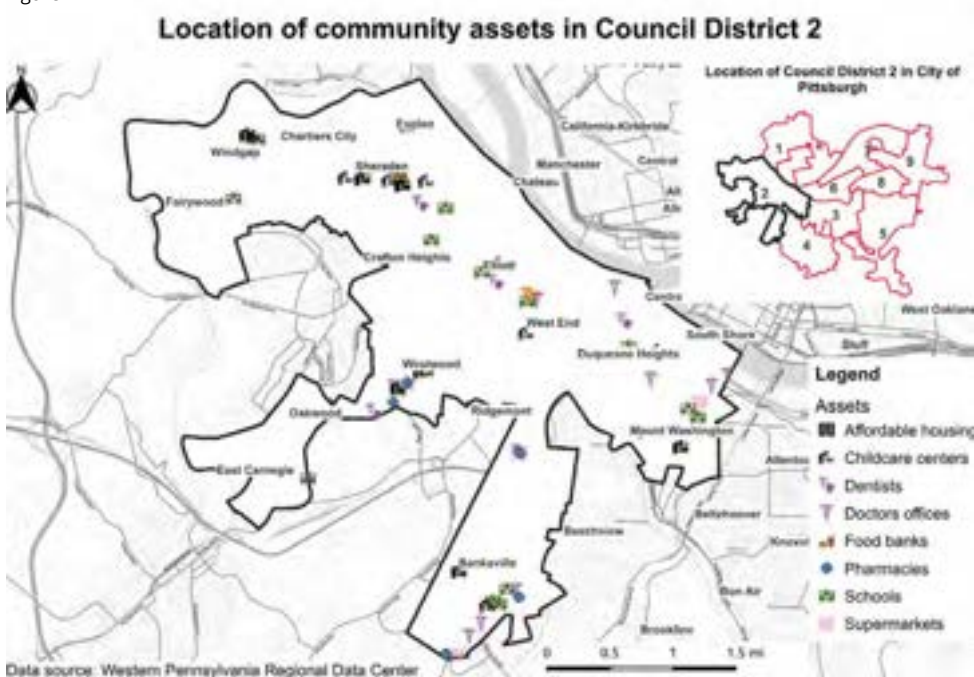 Location of community assets in Council District 2
Location of Council District 2 in City of
Pittsburgh
N
1
2
3
4
5
6
8
9
Esplen
Chartiers City
Windgap
Sheraden
Fairywood
Crafton Heights
Elliott
West End
Duquesne Heights
Westwood
Oakwood
Ridgemont
East Carnegie
Mount Washington
Banksville
Beechview
Beltzhoover
Bon Air
California-Kirkbride
Manchester
Central
Chateau
South Shore
West Oakland
Bluff
Legend
Assets
Affordable housing
Childcare centers
Dentists
Doctors offices
Food banks
Pharmacies
Schools
Supermarkets
0 0.5 1 1.5 mi
Data source: Western Pennsylvania Regional Data Center